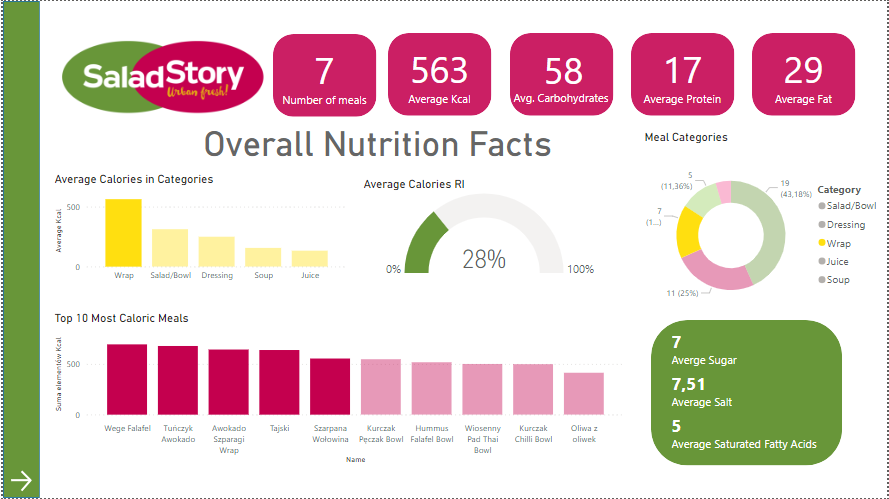 SaladStory
Urban fresh!
7
Number of meals
563
Average Kcal
58
Avg. Carbohydrates
17
Average Protein
29
Average Fat
Overall Nutrition Facts
Average Calories in Categories
Average Kcal
500
0
Wrap
Salad/Bowl
Dressing
Soup
Juice
Average Calories RI
0%
28%
100%
Meal Categories
5
(11,36%)
19
(43,18%)
7
(1...)
11 (25%)
Category
Salad/Bowl
Dressing
Wrap
Juice
Soup
Top 10 Most Caloric Meals
Suma elementów Kcal
500
0
Wege Falafel
Tuńczyk
Awokado
Awokado
Szparagi
Wrap
Tajski
Szarpana
Wołowina
Kurczak
Pęczak Bowl
Hummus
Falafel Bowl
Wiosenny
Pad Thai
Bowl
Kurczak
Chilli Bowl
Oliwa z
oliwek
Name
7
Averge Sugar
7,51
Average Salt
5
Average Saturated Fatty Acids